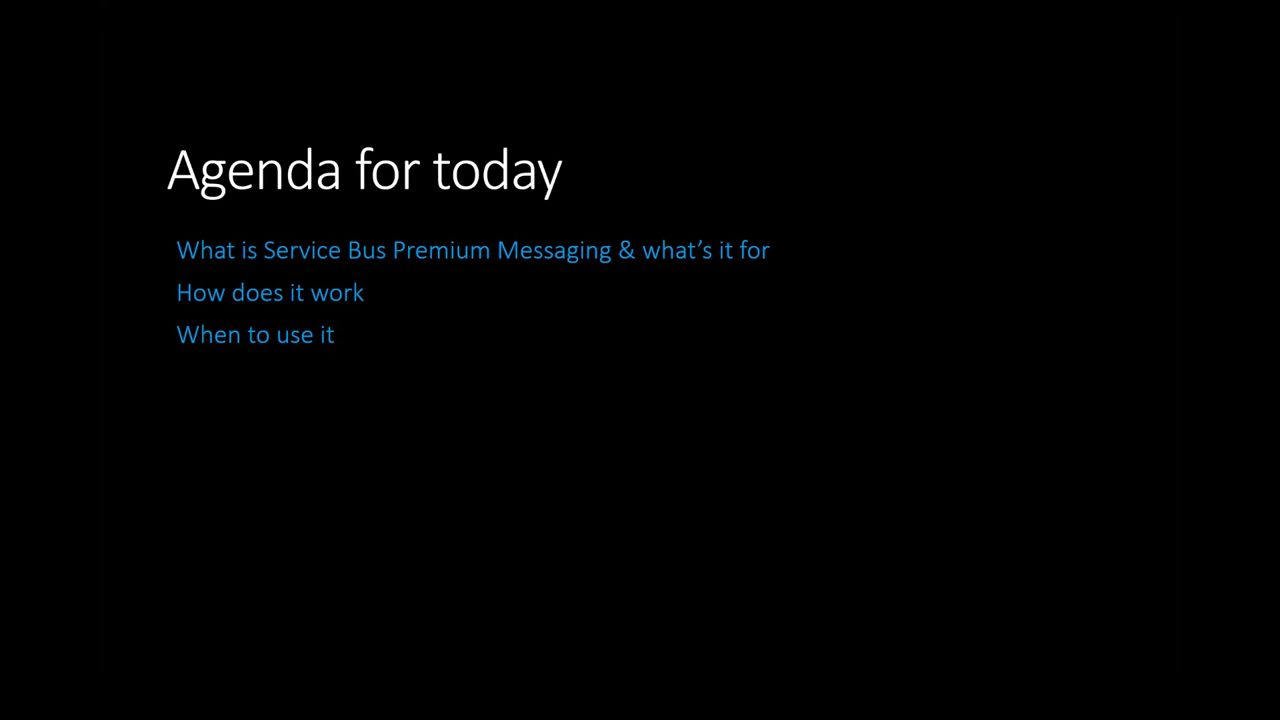 Agenda for today
What is Service Bus Premium Messaging & what’s it for
How does it work
When to use it